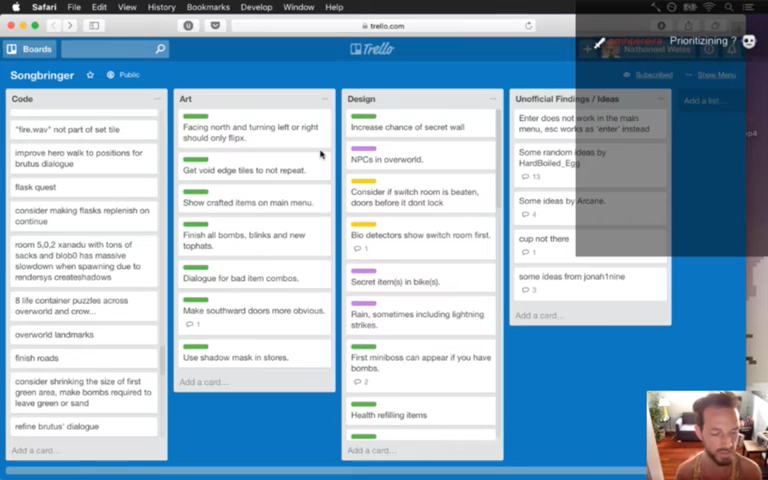 Safari File Edit View History Bookmarks Develop Window Help
trello.com
Prioritizining ?
Boards
Trello
Nathanael Weiss
Songbringer
Public
Subscribed
Show Menu
Code
"fire.wav" not part of set tile
improve hero walk to positions for
brutus dialogue
flask quest
consider making flasks replenish on
continue
room 5,0,2 xanadu with tons of
sacks and blob0 has massive
slowdown when spawning due to
rendersys createshadows
8 life container puzzles across
overworld and crow...
overworld landmarks
finish roads
consider shrinking the size of first
green area, make bombs required to
leave green or sand
refine brutus' dialogue
Add a card...
Art
Facing north and turning left or right
should only flipx.
Get void edge tiles to not repeat.
Show crafted items on main menu.
Finish all bombs, blinks and new
tophats.
Dialogue for bad item combos.
Make southward doors more obvious.
1
Use shadow mask in stores.
Add a card...
Design
Increase chance of secret wall
NPCs in overworld.
Consider if switch room is beaten,
doors before it dont lock
Bio detectors show switch room first.
1
Secret item(s) in bike(s).
Rain, sometimes including lightning
strikes.
First miniboss can appear if you have
bombs.
2
Health refilling items
Add a card...
Unofficial Findings / Ideas
Enter does not work in the main
menu, esc works as 'enter' instead
Some random ideas by
HardBoiled_Egg
13
Some ideas by Arcane.
4
cup not there
1
some ideas from jonah1nine
3
Add a card...
Add a list...